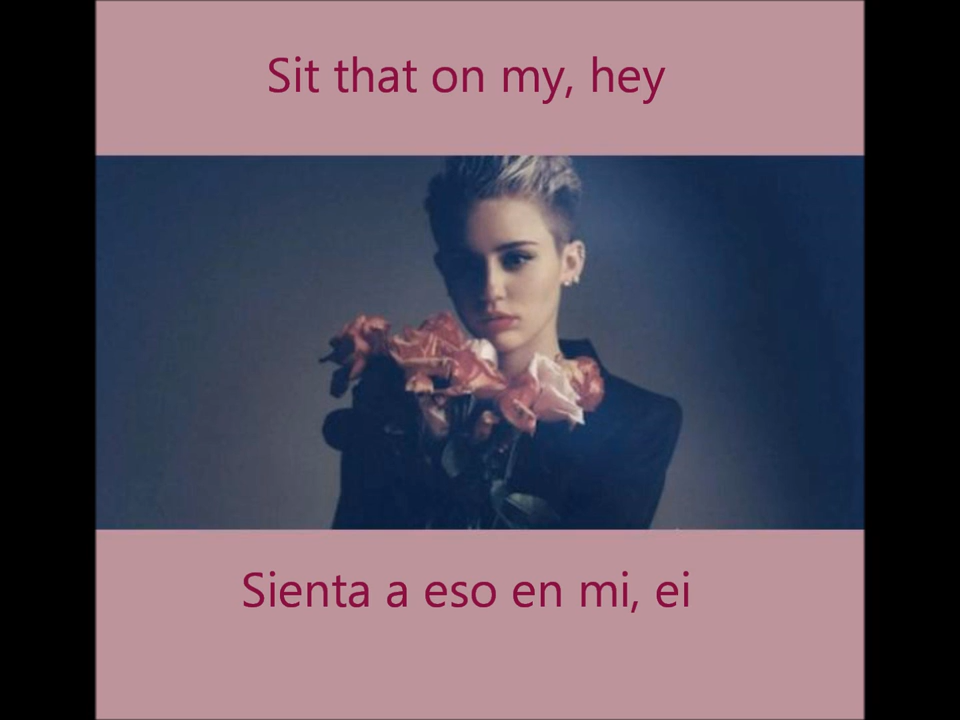 Sit that on my, hey
Sienta a eso en mi, ei